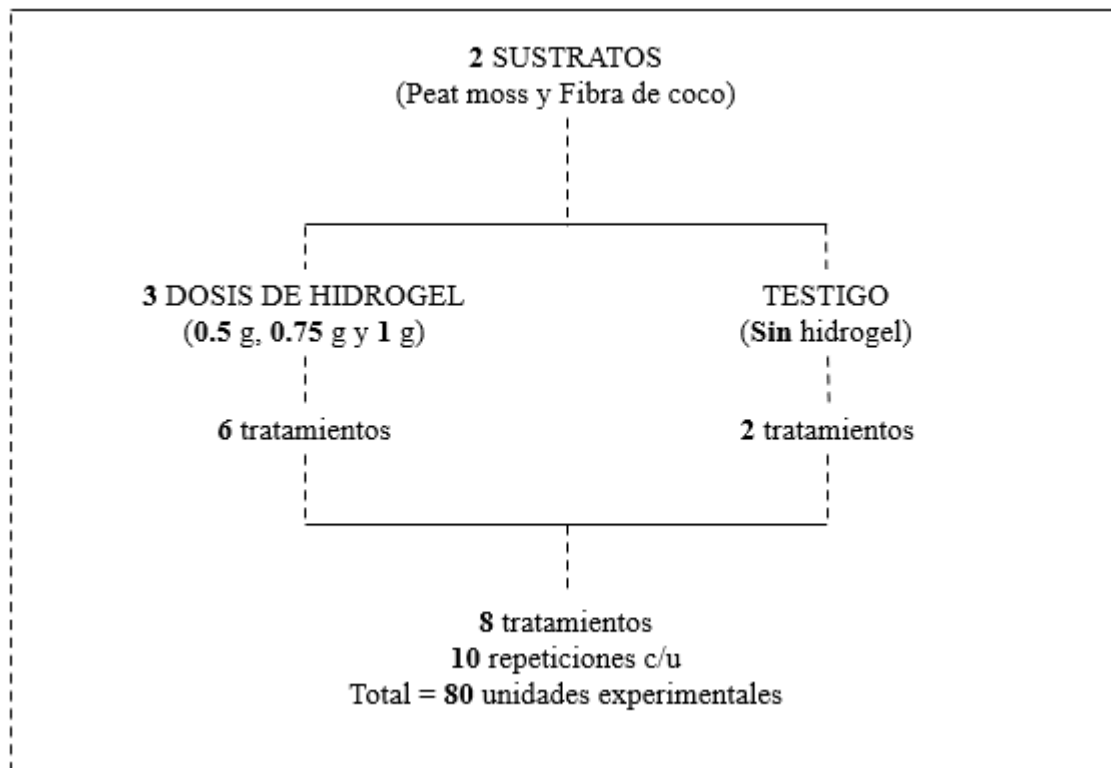 2 SUSTRATOS
(Peat moss y Fibra de coco)
3 DOSIS DE HIDROGEL
(0.5 g, 0.75 g y 1 g)
TESTIGO
(Sin hidrogel)
6 tratamientos
2 tratamientos
8 tratamientos
10 repeticiones c/u
Total = 80 unidades experimentales